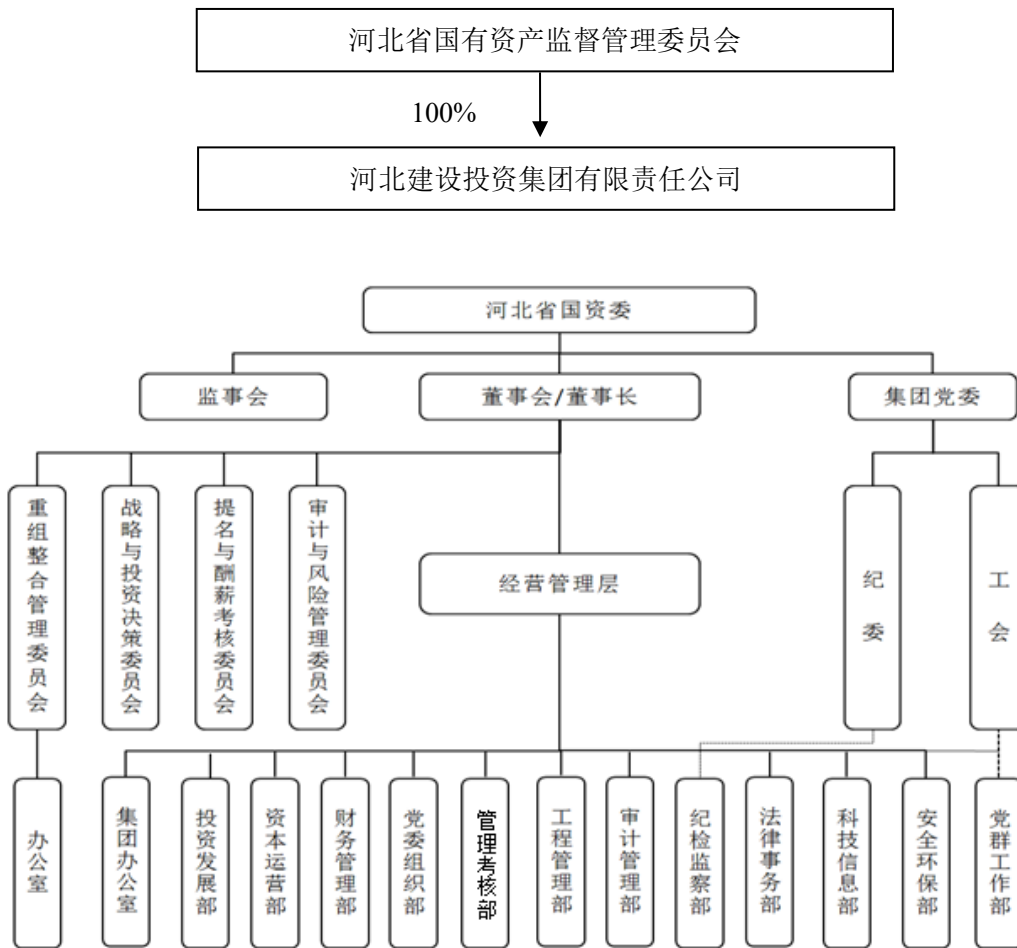 河北省国有资产监督管理委员会
100%
河北建设投资集团有限责任公司
河北省国资委
监事会
董事会/董事长
集团党委
重组整合管理委员会
战略与投资决策委员会
提名与酬薪考核委员会
审计与风险管理委员会
经营管理层
纪委
工会
办公室
集团办公室
投资发展部
资本运营部
财务管理部
党委组织部
管理考核部
工程管理部
审计管理部
纪检监察部
法律事务部
科技信息部
安全环保部
党群工作部